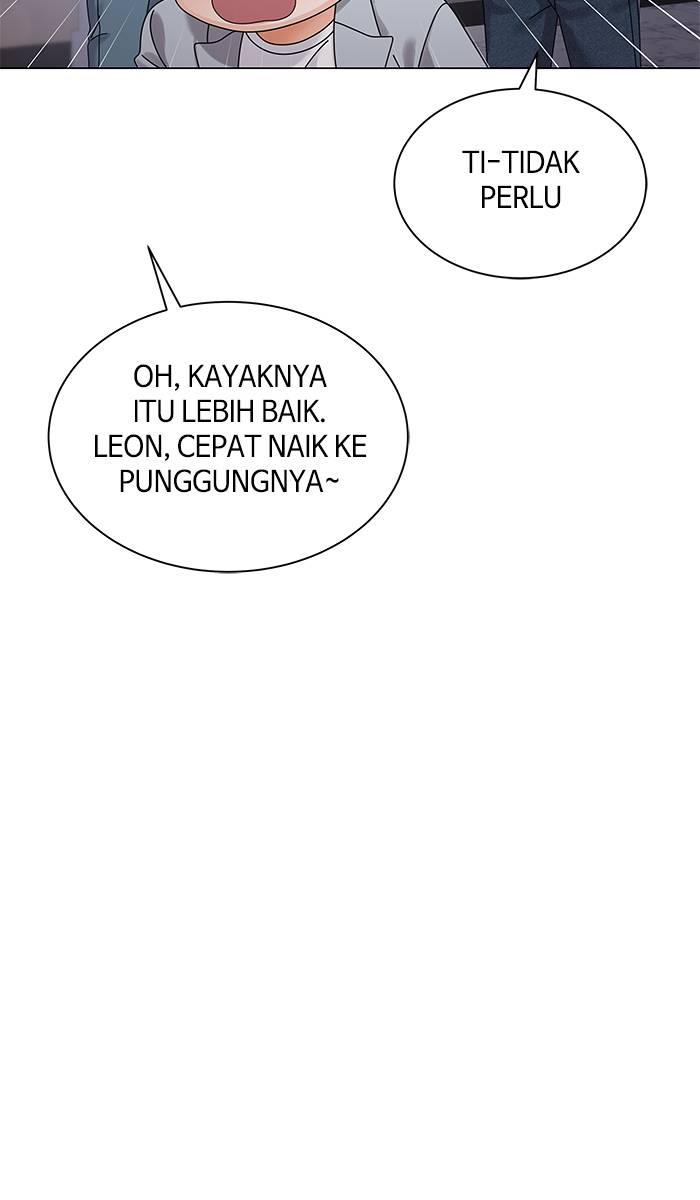 TI-TIDAK
PERLU
OH, KAYAKNYA
ITU LEBIH BAIK.
LEON, CEPAT NAIK KE
PUNGGUNGNYA~